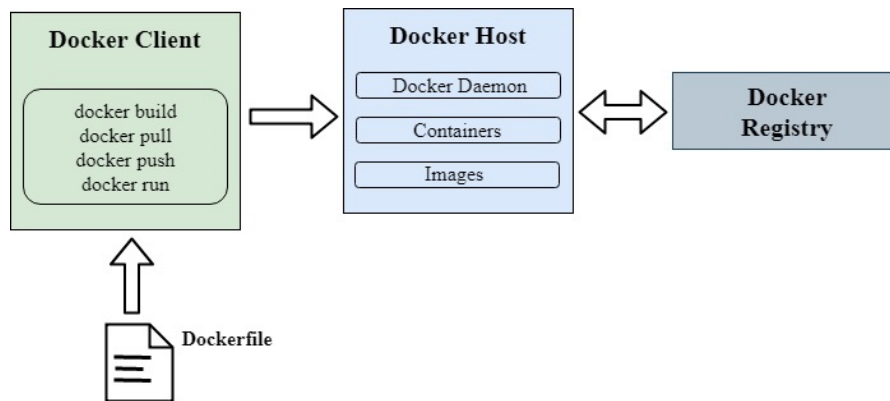 Docker Client
docker build
docker pull
docker push
docker run
Docker Host
Docker Daemon
Containers
Images
Docker
Registry
Dockerfile